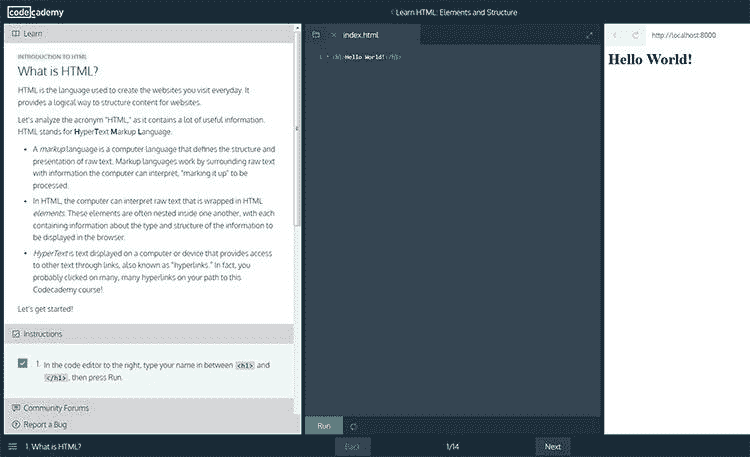 codecademy
Learn HTML: Elements and Structure
Learn
INTRODUCTION TO HTML
What is HTML?
HTML is the language used to create the websites you visit everyday. It
provides a logical way to structure content for websites.
Let's analyze the acronym "HTML," as it contains a lot of useful information.
HTML stands for HyperText Markup Language.
• A markup language is a computer language that defines the structure and
presentation of raw text. Markup languages work by surrounding raw text
with information the computer can interpret, "marking it up" to be
processed.
• In HTML, the computer can interpret raw text that is wrapped in HTML
elements. These elements are often nested inside one another, with each
containing information about the type and structure of the information to
be displayed in the browser.
• HyperText is text displayed on a computer or device that provides access
to other text through links, also known as "hyperlinks." In fact, you
probably clicked on many, many hyperlinks on your path to this
Codecademy course!
Let's get started!
Instructions
1. In the code editor to the right, type your name in between <h1> and
</h1>, then press Run.
Community Forums
Report a Bug
index.html
1 <h1>Hello World!</h1>
Run
http://localhost:8000
Hello World!
1. What is HTML?
Back
1/14
Next